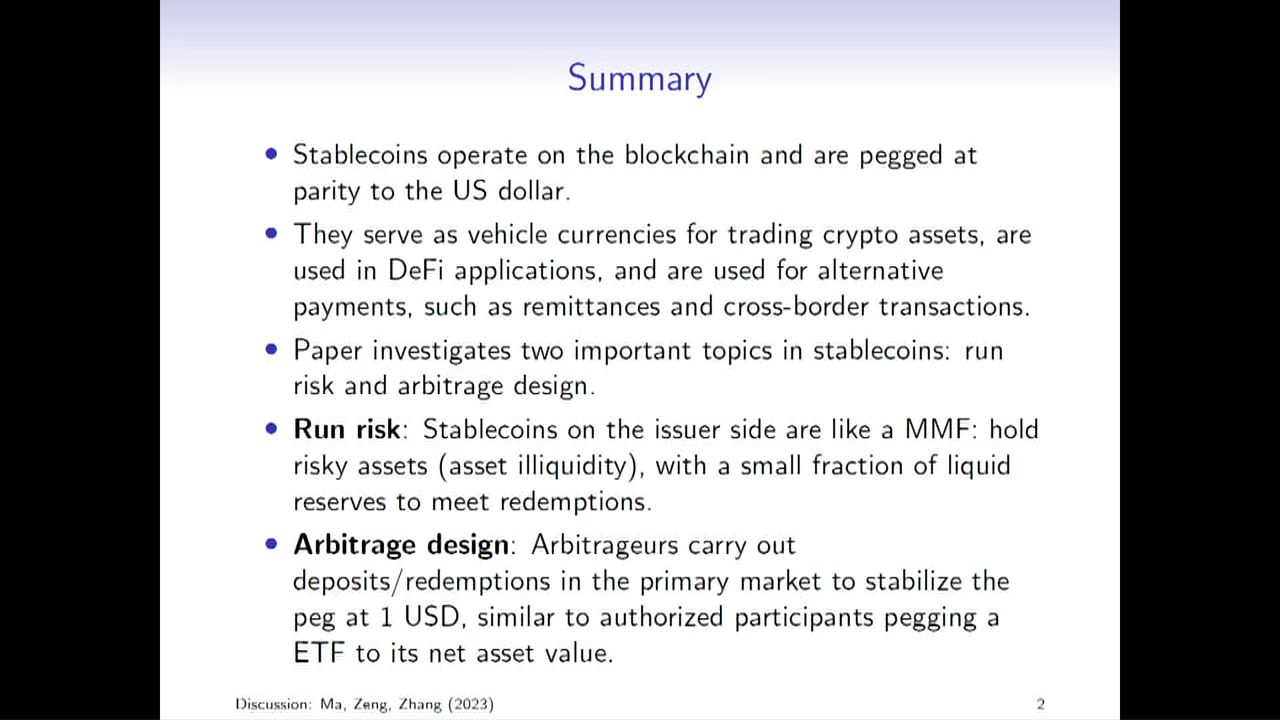 Summary
• Stablecoins operate on the blockchain and are pegged at
parity to the US dollar.
• They serve as vehicle currencies for trading crypto assets, are
used in DeFi applications, and are used for alternative
payments, such as remittances and cross-border transactions.
• Paper investigates two important topics in stablecoins: run
risk and arbitrage design.
• Run risk: Stablecoins on the issuer side are like a MMF: hold
risky assets (asset illiquidity), with a small fraction of liquid
reserves to meet redemptions.
• Arbitrage design: Arbitrageurs carry out
deposits/redemptions in the primary market to stabilize the
peg at 1 USD, similar to authorized participants pegging a
ETF to its net asset value.
Discussion: Ma, Zeng, Zhang (2023) 2